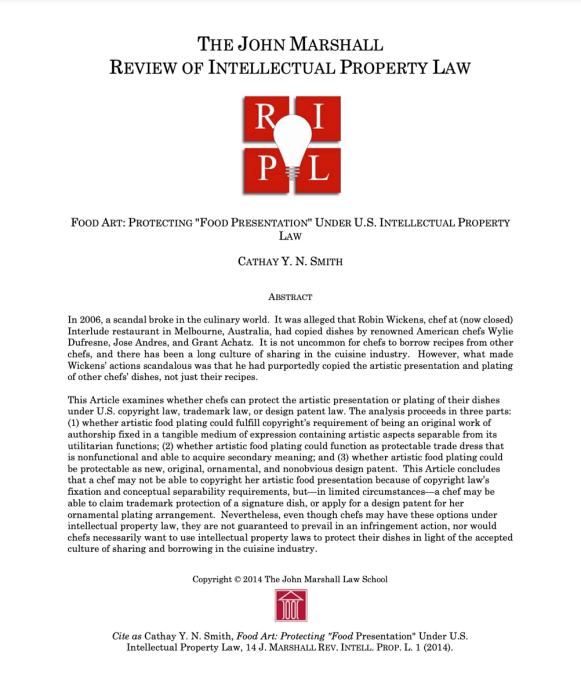 THE JOHN MARSHALL
REVIEW OF INTELLECTUAL PROPERTY LAW
R I
P L
FOOD ART: PROTECTING "FOOD PRESENTATION" UNDER U.S. INTELLECTUAL PROPERTY
LAW
CATHAY Y. N. SMITH
ABSTRACT
In 2006, a scandal broke in the culinary world. It was alleged that Robin Wickens, chef at (now closed)
Interlude restaurant in Melbourne, Australia, had copied dishes by renowned American chefs Wylie
Dufresne, Jose Andres, and Grant Achatz. It is not uncommon for chefs to borrow recipes from other
chefs, and there has been a long culture of sharing in the cuisine industry. However, what made
Wickens' actions scandalous was that he had purportedly copied the artistic presentation and plating
of other chefs' dishes, not just their recipes.
This Article examines whether chefs can protect the artistic presentation or plating of their dishes
under U.S. copyright law, trademark law, or design patent law. The analysis proceeds in three parts:
(1) whether artistic food plating could fulfill copyright's requirement of being an original work of
authorship fixed in a tangible medium of expression containing artistic aspects separable from its
utilitarian functions; (2) whether artistic food plating could function as protectable trade dress that
is nonfunctional and able to acquire secondary meaning; and (3) whether artistic food plating could
be protectable as new, original, ornamental, and nonobvious design patent. This Article concludes
that a chef may not be able to copyright her artistic food presentation because of copyright law's
fixation and conceptual separability requirements, but—in limited circumstances—a chef may be
able to claim trademark protection of a signature dish, or apply for a design patent for her
ornamental plating arrangement. Nevertheless, even though chefs may have these options under
intellectual property law, they are not guaranteed to prevail in an infringement action, nor would
chefs necessarily want to use intellectual property laws to protect their dishes in light of the accepted
culture of sharing and borrowing in the cuisine industry.
Copyright © 2014 The John Marshall Law School
Cite as Cathay Y. N. Smith, Food Art: Protecting "Food Presentation" Under U.S.
Intellectual Property Law, 14 J. MARSHALL REV. INTELL. PROP. L. 1 (2014).